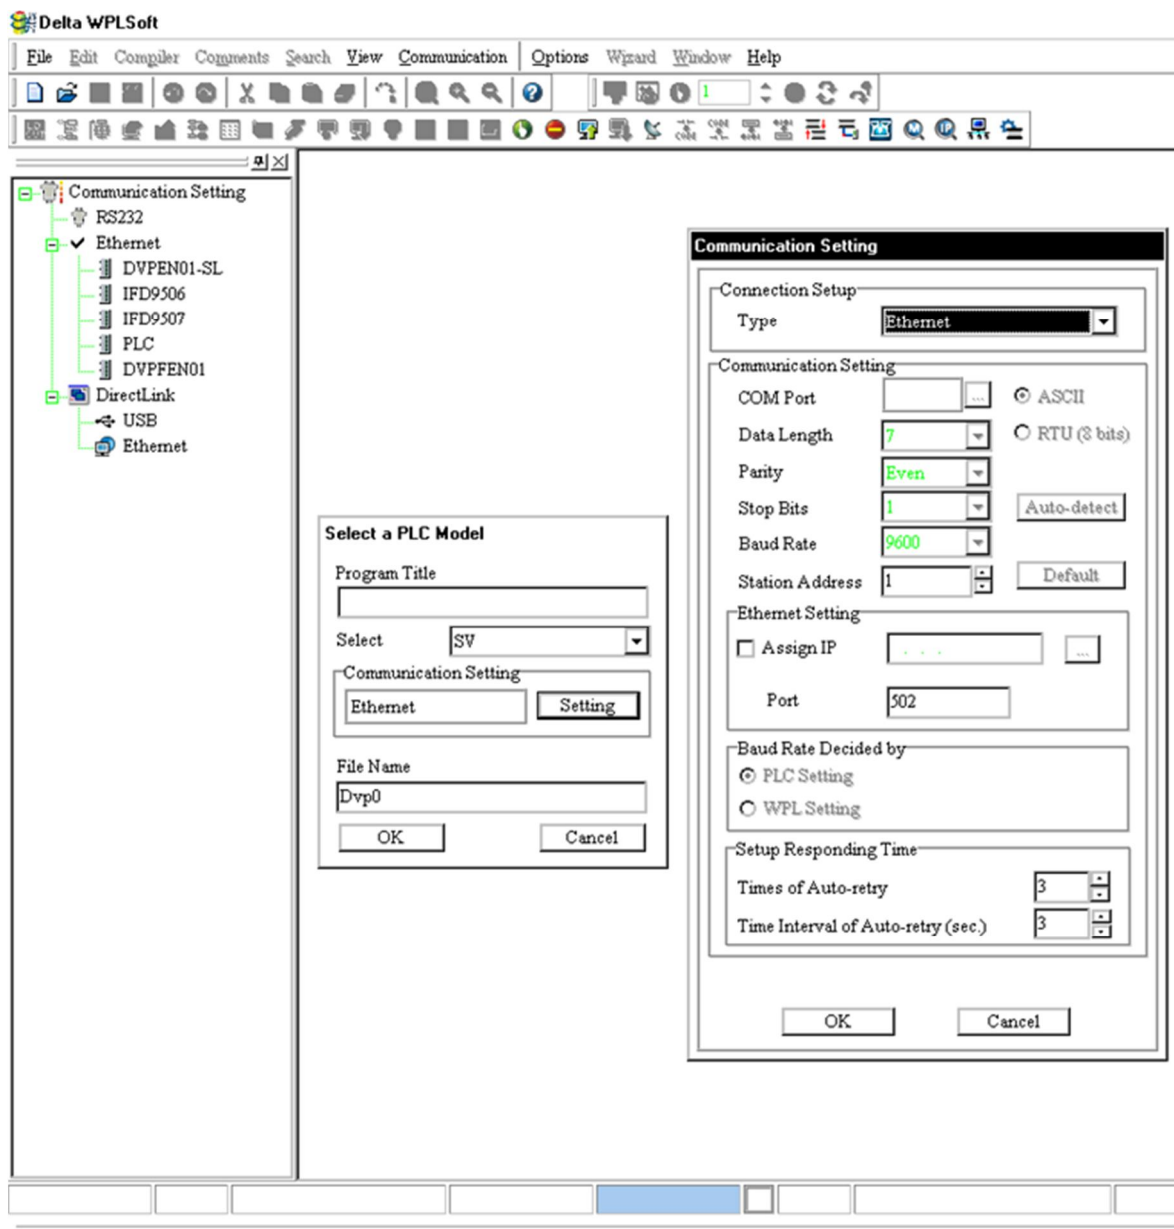 Delta WPLSoft
File Edit Compiler Comments Search View Communication Options Wizard Window Help
1
Communication Setting
RS232
Ethernet
DVPEN01-SL
IFD9506
IFD9507
PLC
DVPFEN01
DirectLink
USB
Ethernet
Select a PLC Model
Program Title
Select SV
Communication Setting
Ethernet Setting
File Name
Dvp0
OK Cancel
Communication Setting
Connection Setup
Type Ethernet
Communication Setting
COM Port ... ASCII
Data Length 7 RTU (8 bits)
Parity Even
Stop Bits 1 Auto-detect
Baud Rate 9600
Station Address 1 Default
Ethernet Setting
Assign IP . . . ...
Port 502
Baud Rate Decided by
PLC Setting
WPL Setting
Setup Responding Time
Times of Auto-retry 3
Time Interval of Auto-retry (sec.) 3
OK Cancel